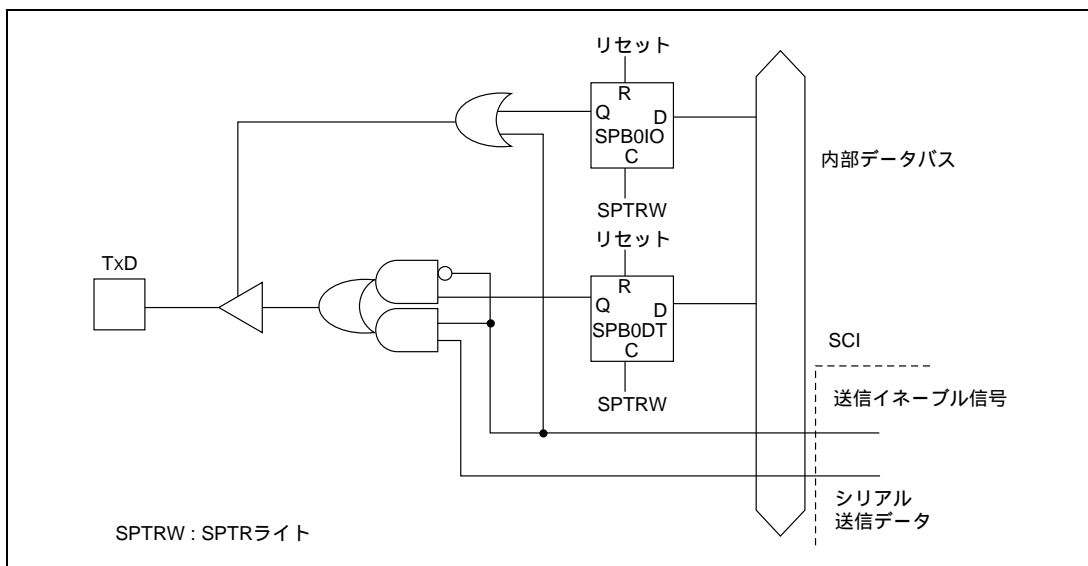 リセット
R
Q
D
SPB0IO
C
内部データバス
SPTRW
リセット
TxD
R
Q
D
SPB0DT
C
SCI
SPTRW
送信イネーブル信号
シリアル
送信データ
SPTRW : SPTRライト